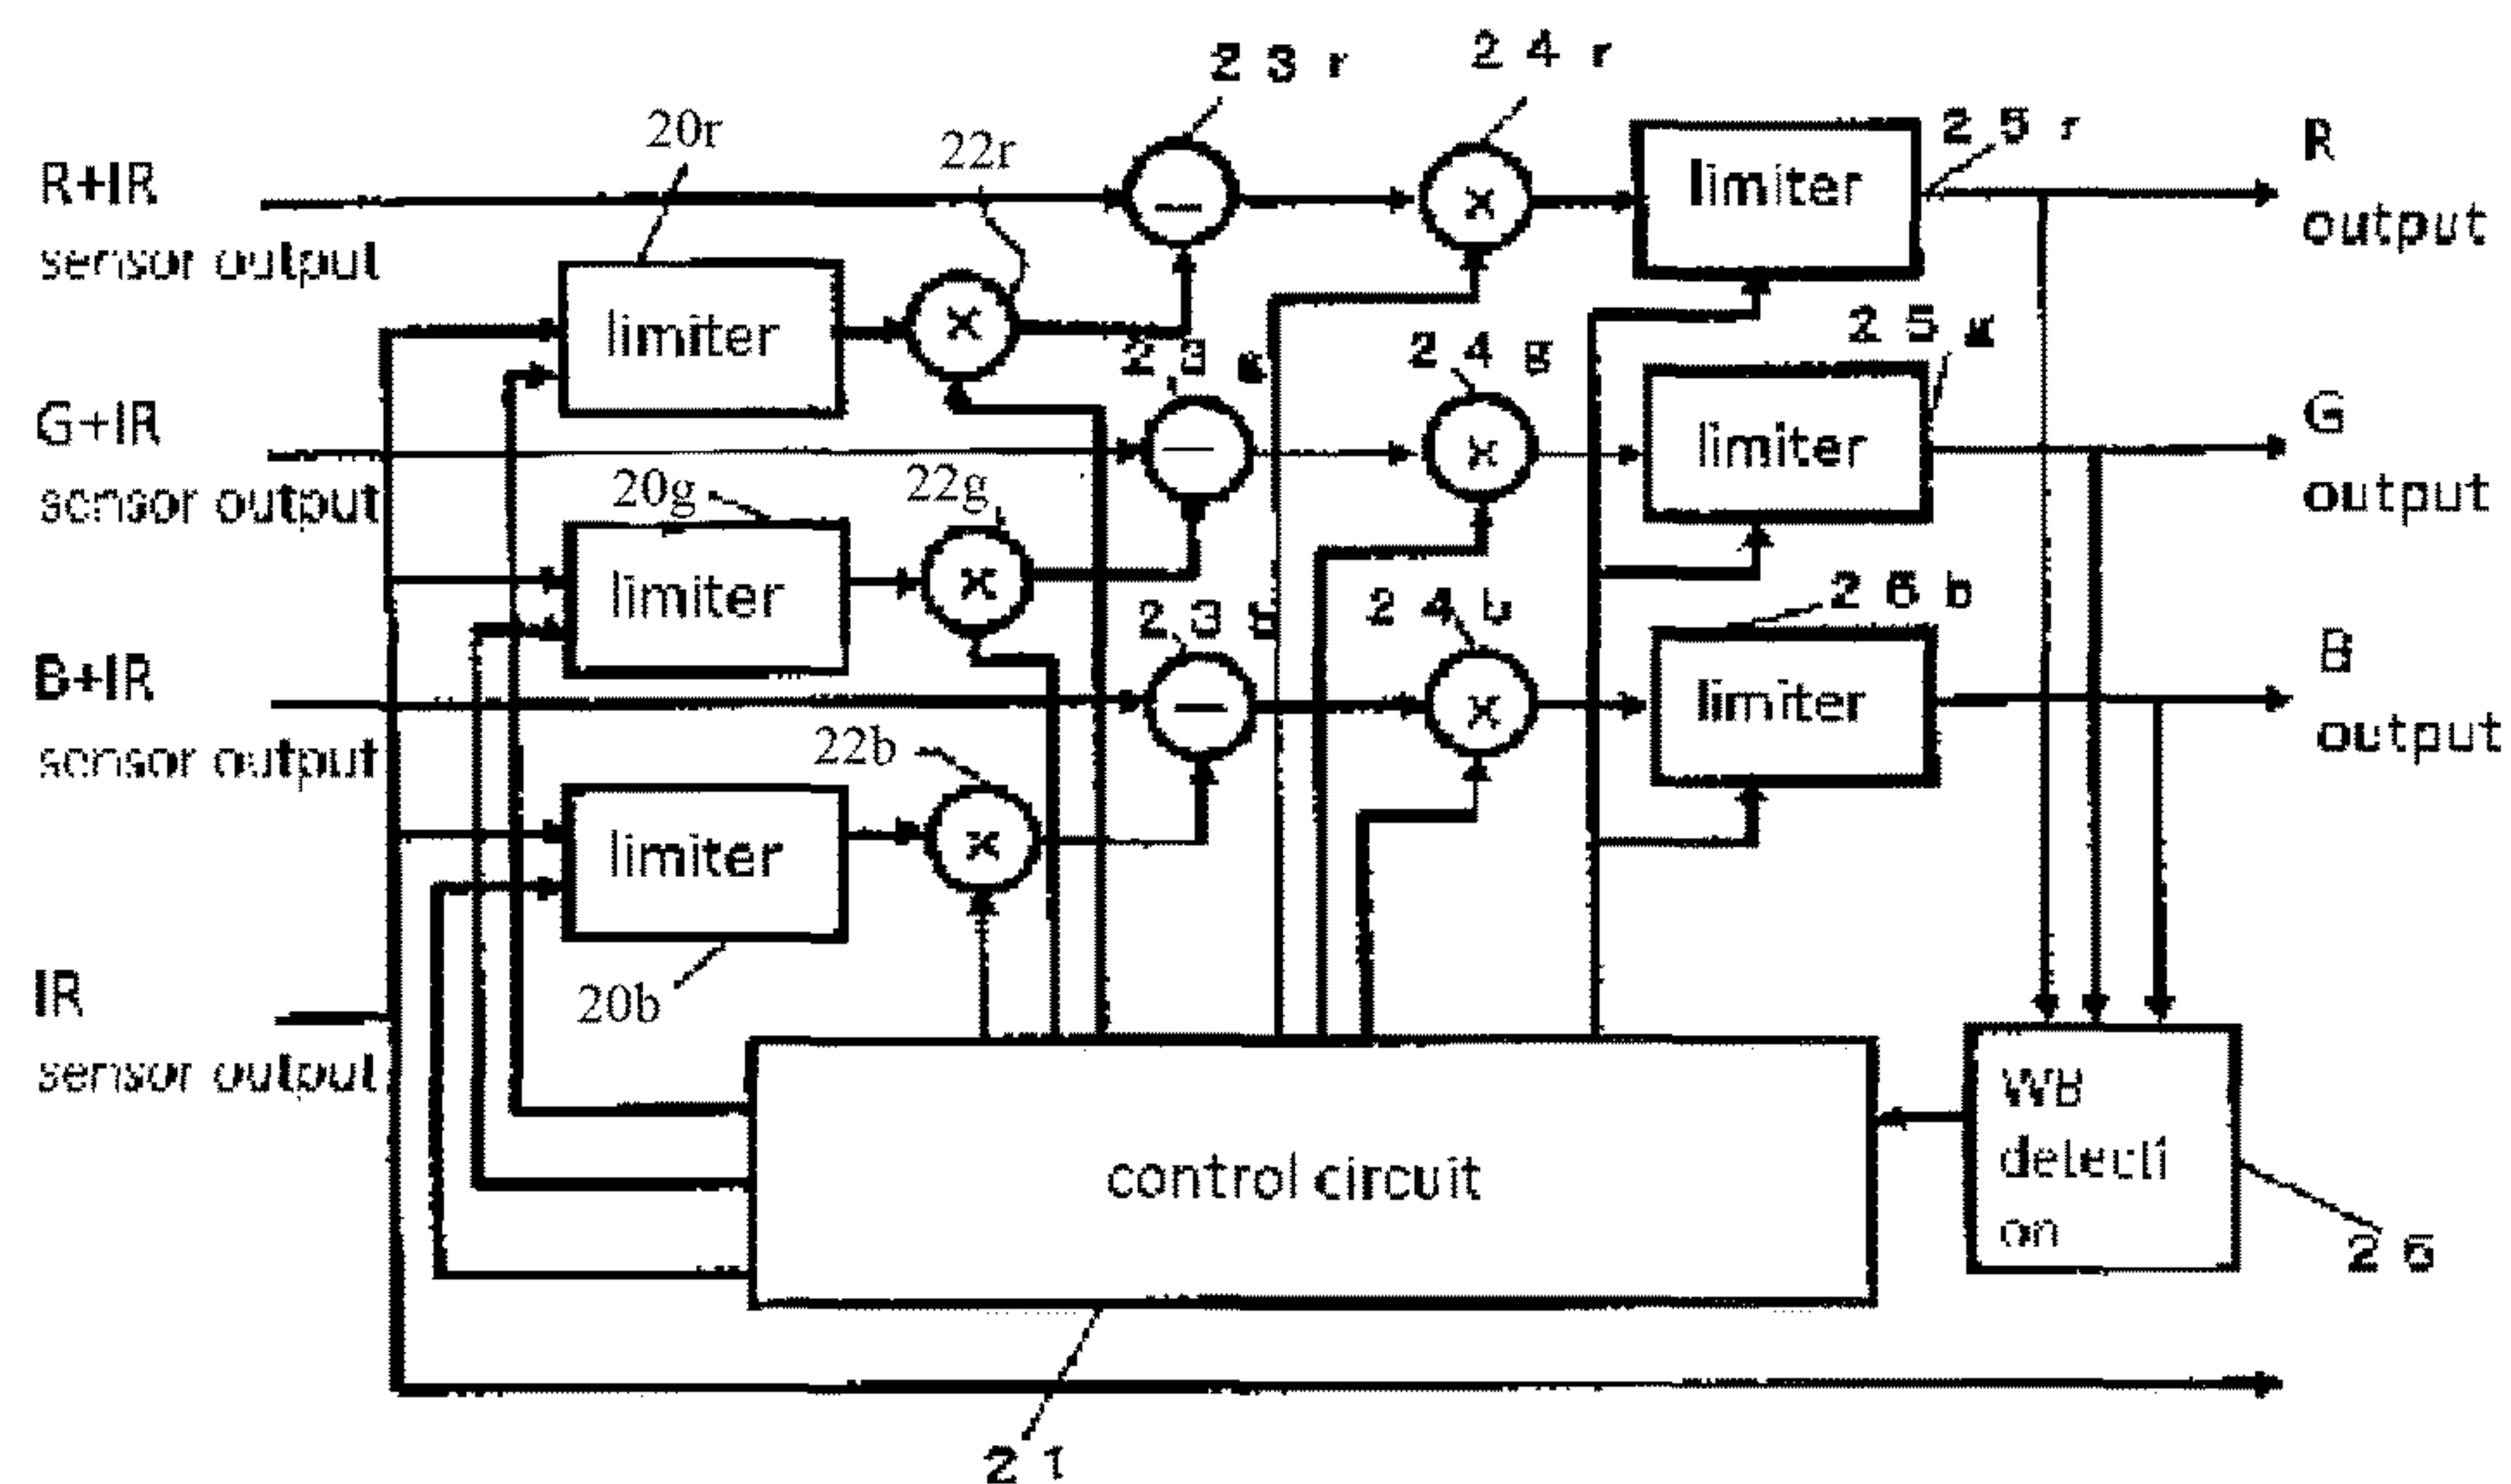 23r
24r
20r
22r
25r
R+IR
sensor output
limiter
R
output
limiter
23g
24g
25g
G+IR
sensor output
limiter
G
output
20g
22g
limiter
23b
24b
26b
B+IR
sensor output
limiter
B
output
22b
limiter
20b
IR
sensor output
WB
detecti
on
control circuit
26
21